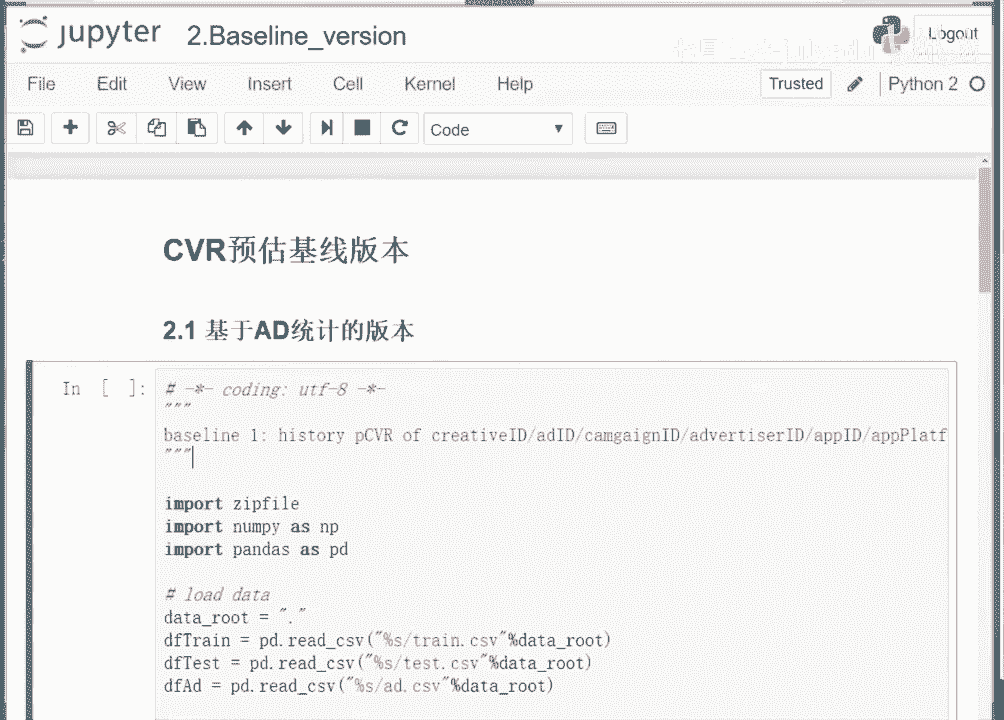 jupyter 2.Baseline_version
Logout
File Edit View Insert Cell Kernel Help Trusted Python 2
Code
CVR预估基线版本
2.1 基于AD统计的版本
In [ ]: # -*- coding: utf-8 -*-
"""
baseline 1: history pCVR of creativeID/adID/camgaignID/advertiserID/appID/appPlatf
"""
import zipfile
import numpy as np
import pandas as pd
# load data
data_root = "."
dfTrain = pd.read_csv("%s/train.csv"%data_root)
dfTest = pd.read_csv("%s/test.csv"%data_root)
dfAd = pd.read_csv("%s/ad.csv"%data_root)